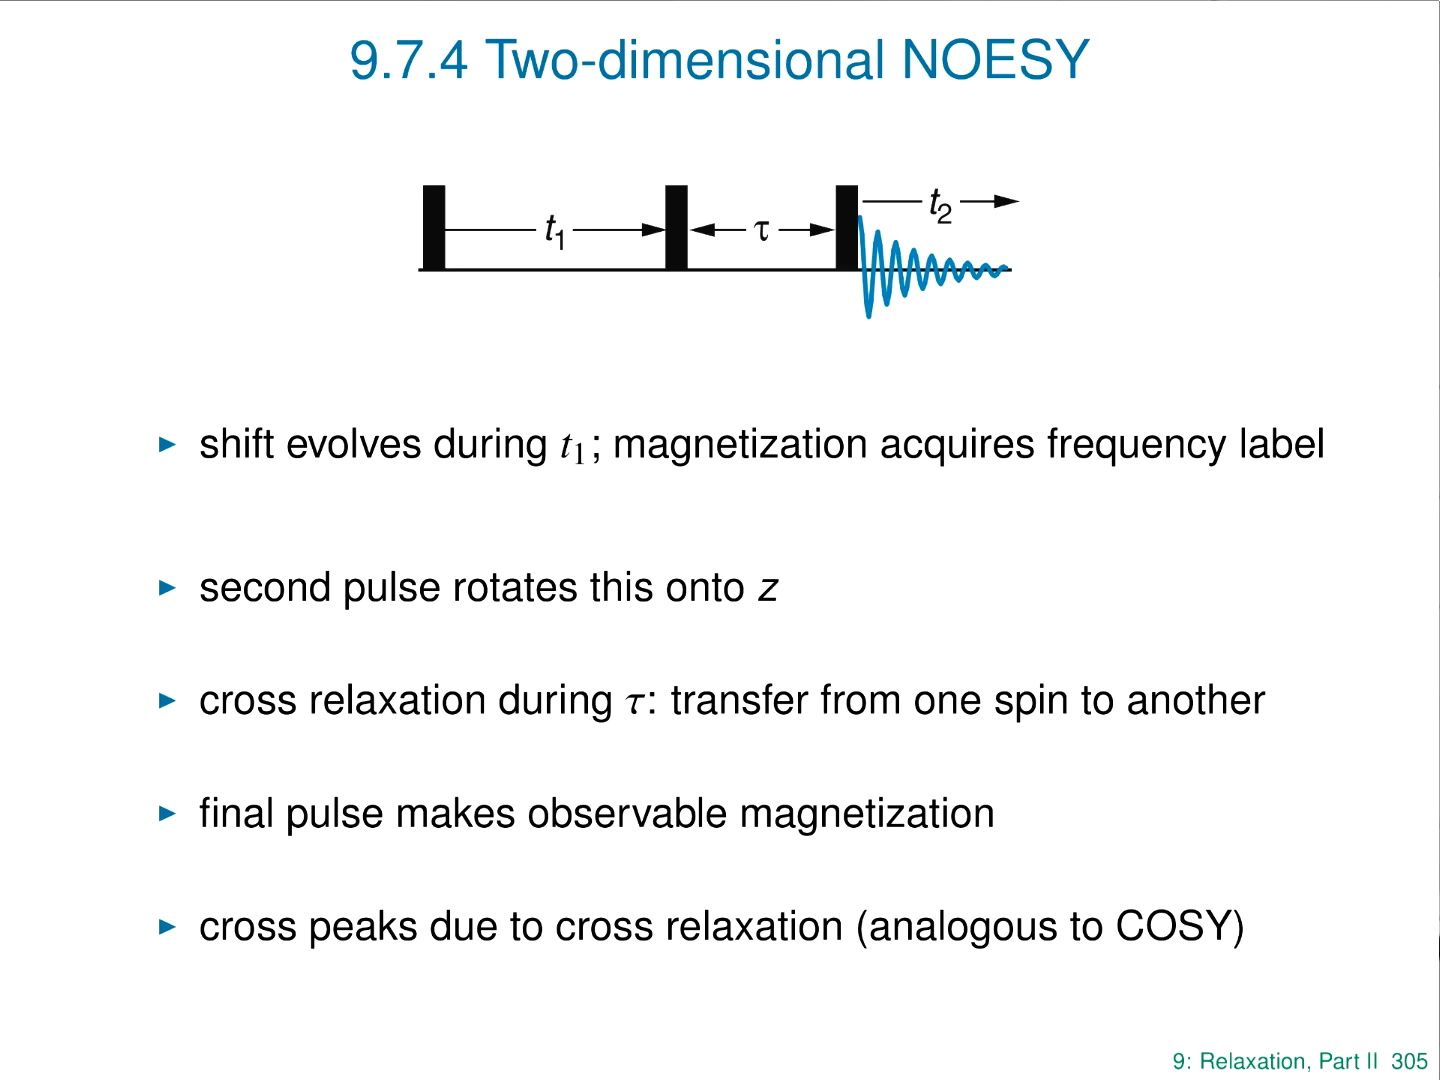 9.7.4 Two-dimensional NOESY
t2
t1
τ
▶ shift evolves during t1; magnetization acquires frequency label
▶ second pulse rotates this onto z
▶ cross relaxation during τ: transfer from one spin to another
▶ final pulse makes observable magnetization
▶ cross peaks due to cross relaxation (analogous to COSY)
9: Relaxation, Part II 305